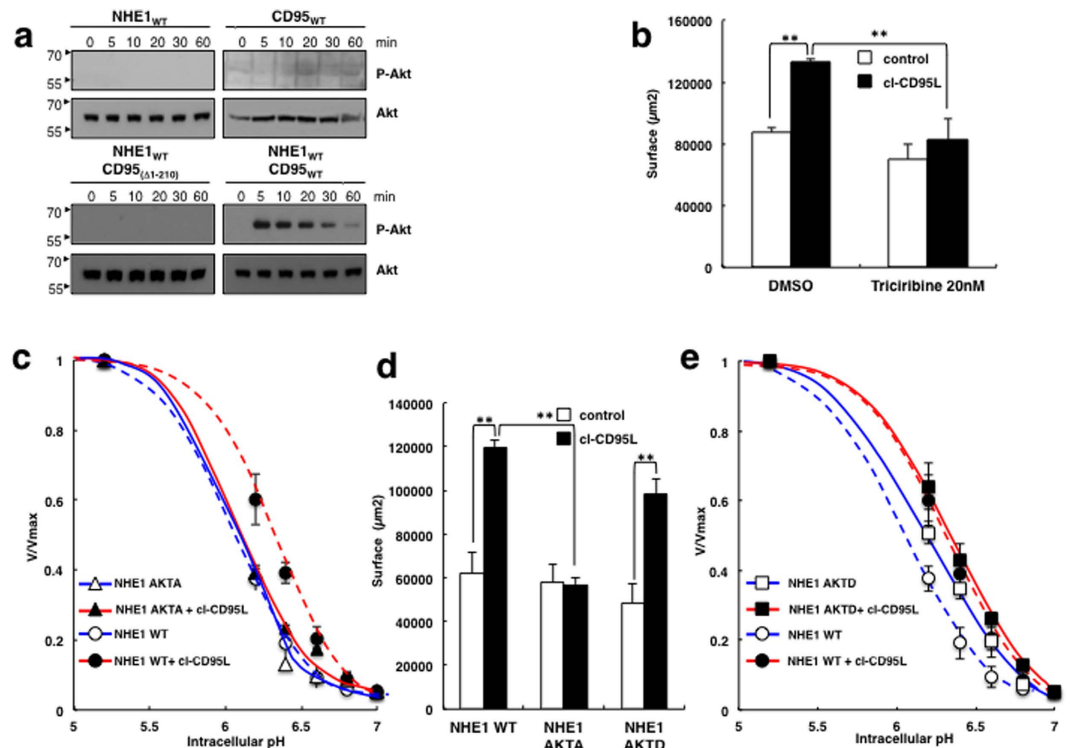 a
NHE1WT
CD95WT
0 5 10 20 30 60 min
0 5 10 20 30 60
70
55
P-Akt
70
55
Akt
NHE1WT
CD95(Δ1-210)
NHE1WT
CD95WT
0 5 10 20 30 60 min
0 5 10 20 30 60
70
55
P-Akt
70
55
Akt
b
160000
120000
80000
40000
0
Surface (µm2)
**
**
control
cl-CD95L
DMSO
Triciribine 20nM
c
1
0.8
0.6
0.4
0.2
0
V/Vmax
NHE1 AKTA
NHE1 AKTA + cl-CD95L
NHE1 WT
NHE1 WT+ cl-CD95L
5
5.5
6
6.5
7
Intracellular pH
d
140000
120000
100000
80000
60000
40000
20000
0
Surface (µm2)
**
**
**
control
cl-CD95L
NHE1 WT
NHE1 AKTA
NHE1 AKTD
e
1
0.8
0.6
0.4
0.2
0
V/Vmax
NHE1 AKTD
NHE1 AKTD+ cl-CD95L
NHE1 WT
NHE1 WT + cl-CD95L
5
5.5
6
6.5
7
Intracellular pH